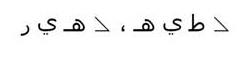 د ط ي هـ ، د هـ ي ر